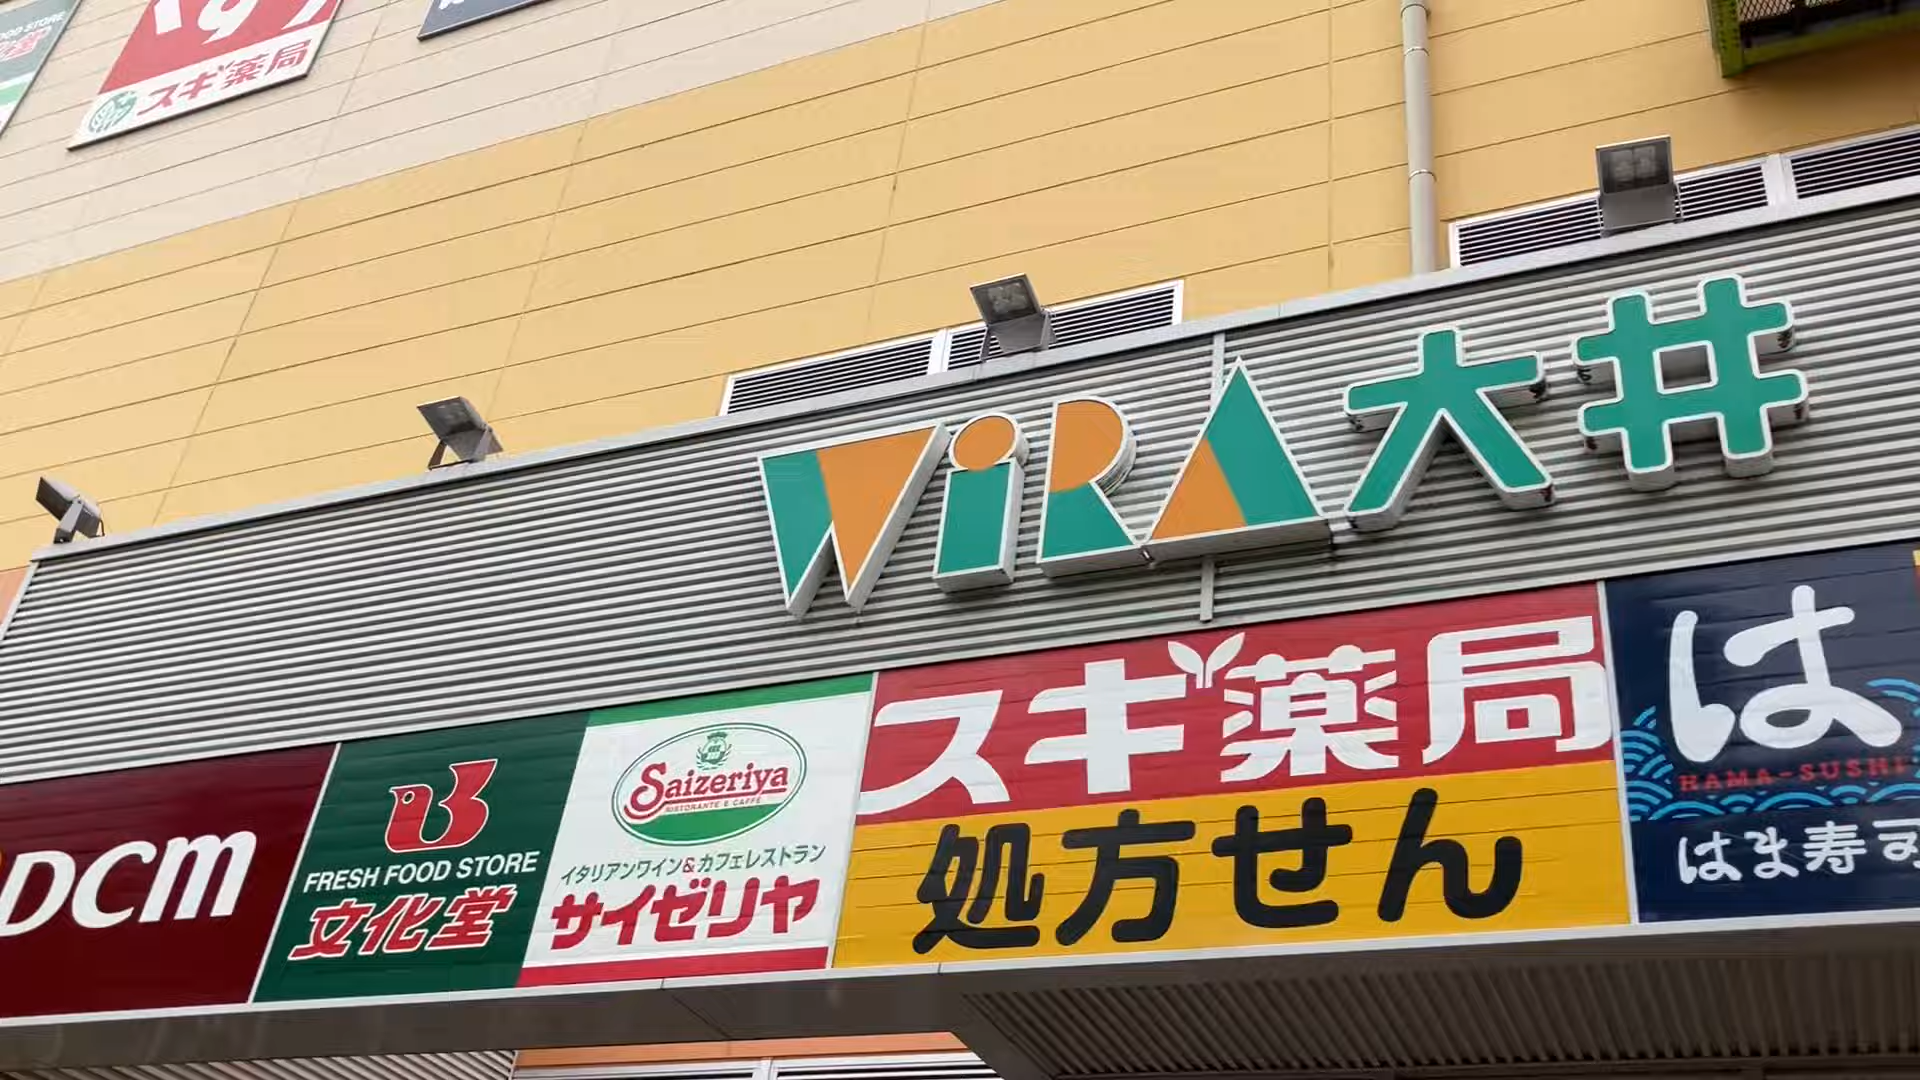 スギ薬局
WiRA大井
DCM
FRESH FOOD STORE
文化堂
Saizeriya
RISTORANTE E CAFFÉ
イタリアンワイン&カフェレストラン
サイゼリヤ
スギ薬局
処方せん
は
HAMA-SUSHI
はま寿司